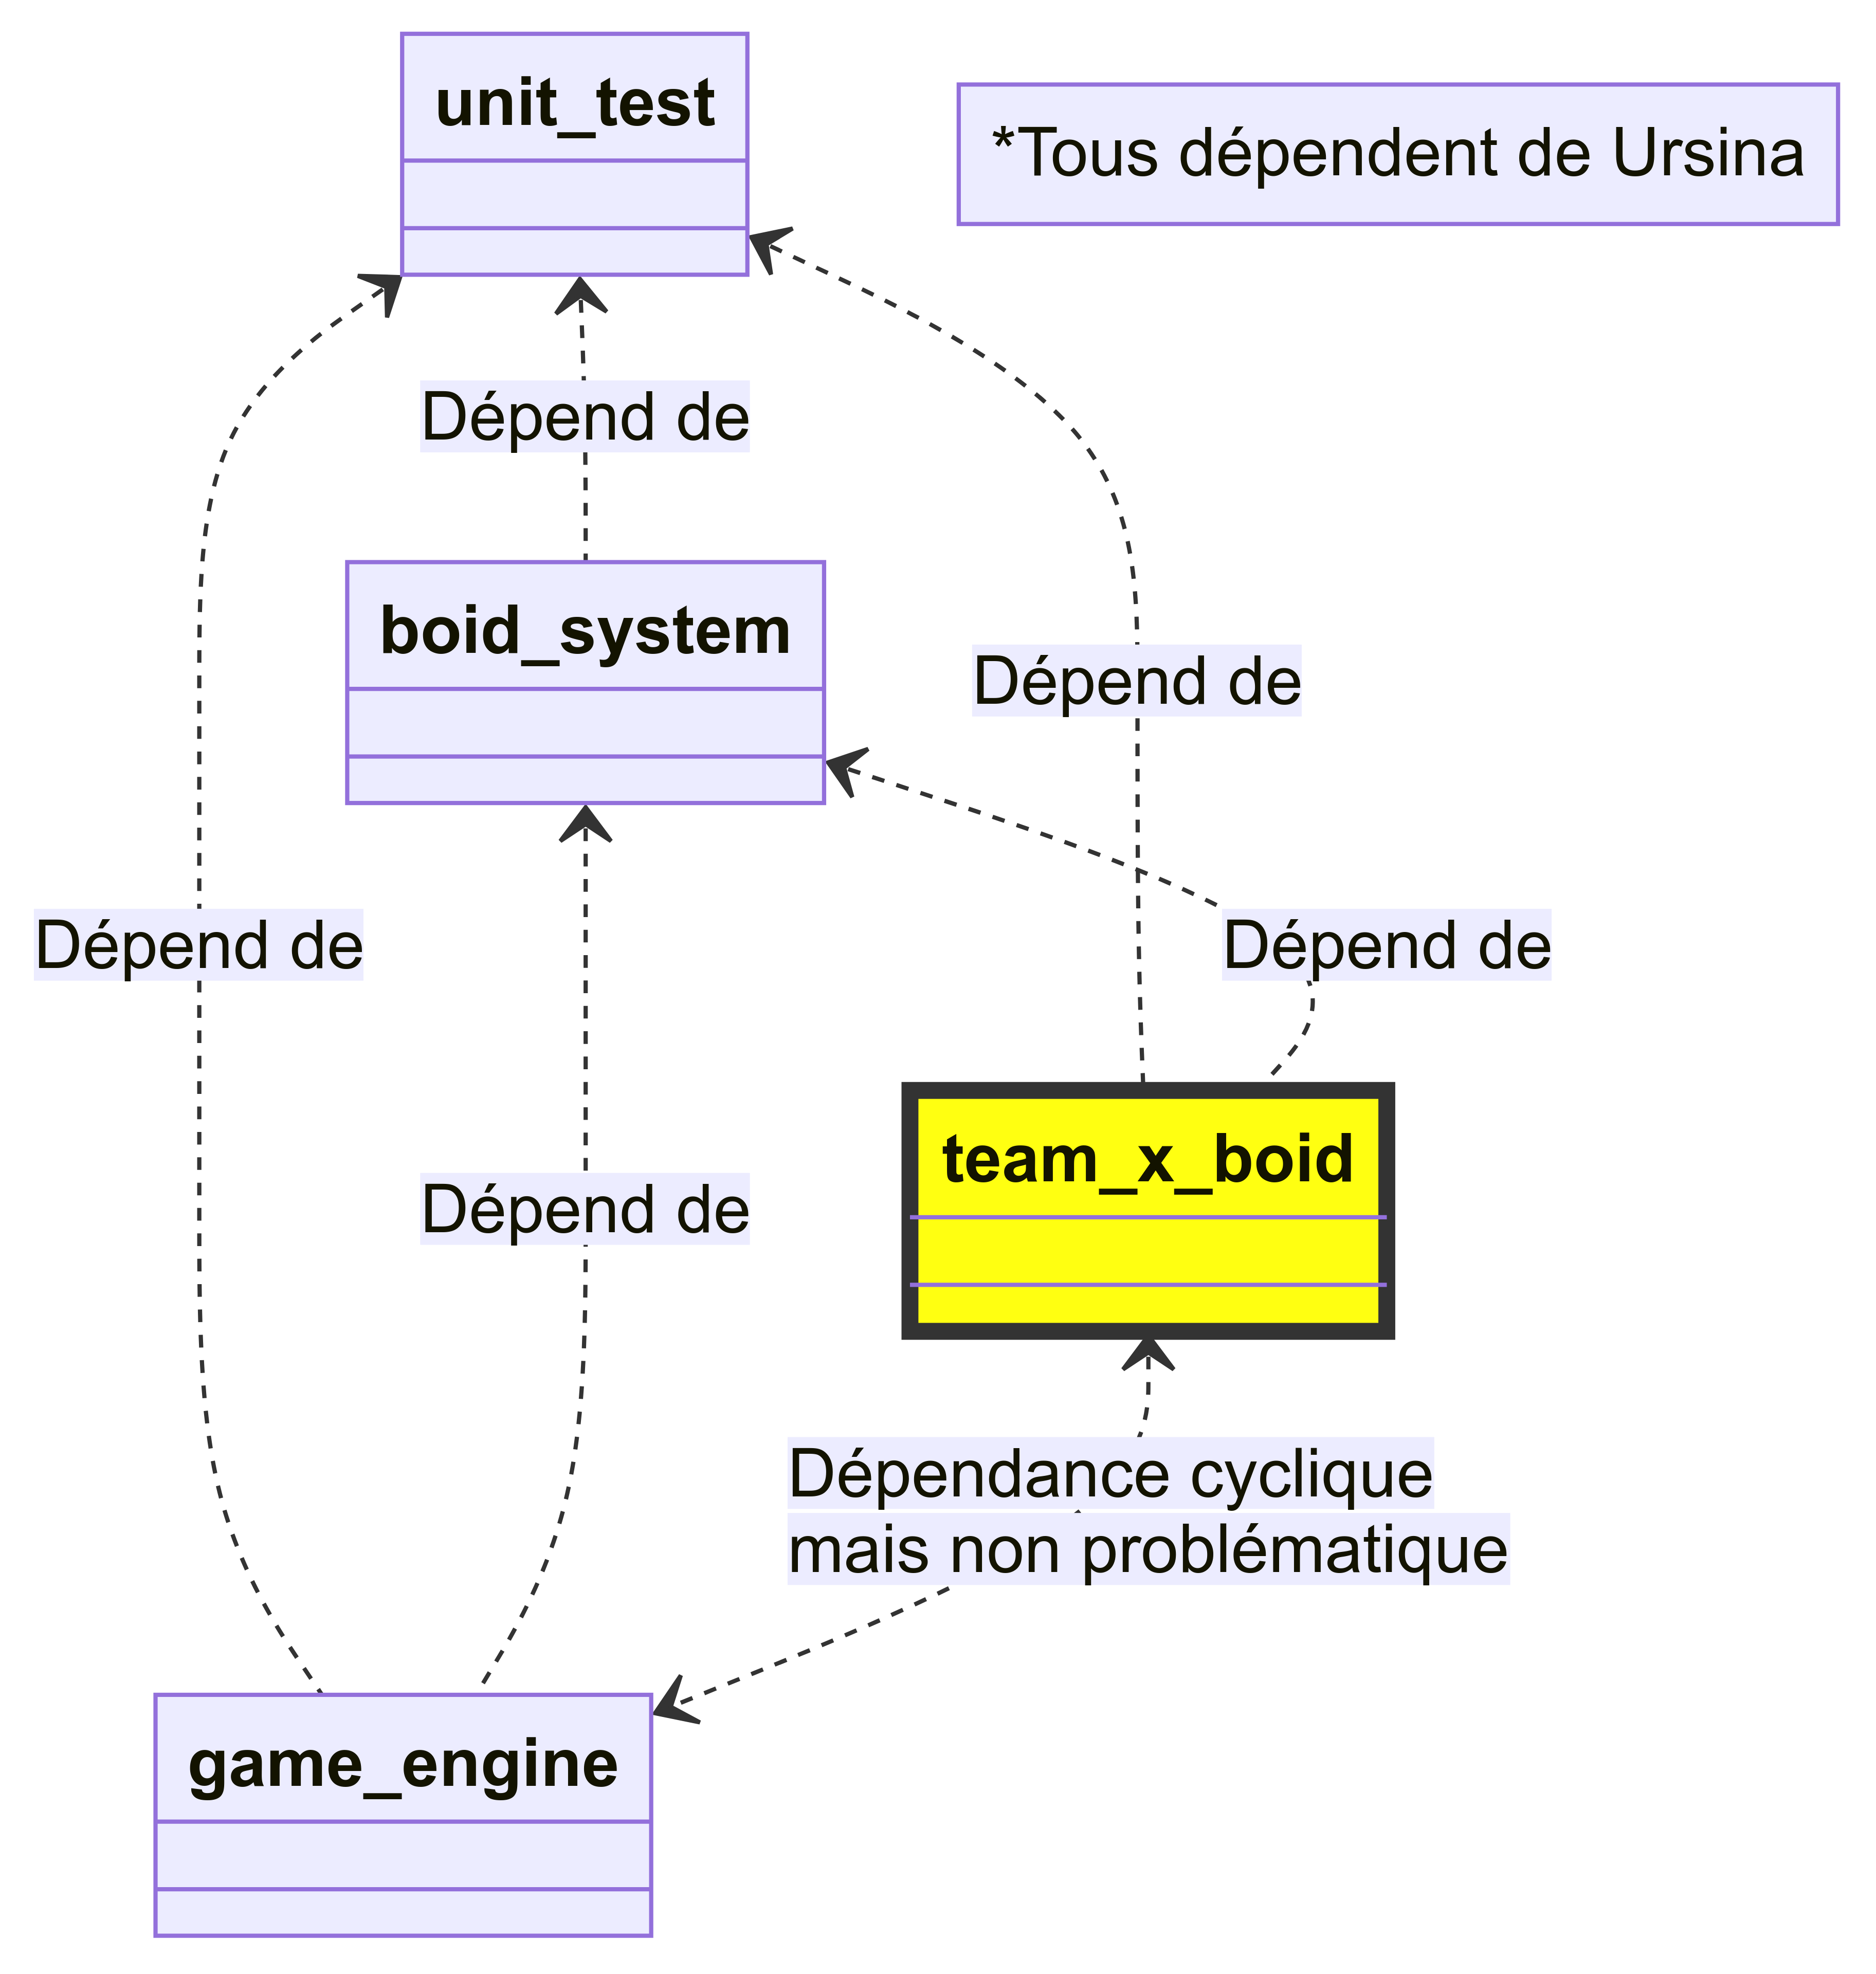 unit_test
*Tous dépendent de Ursina
Dépend de
boid_system
Dépend de
Dépend de
Dépend de
team_x_boid
Dépend de
Dépendance cyclique
mais non problématique
game_engine